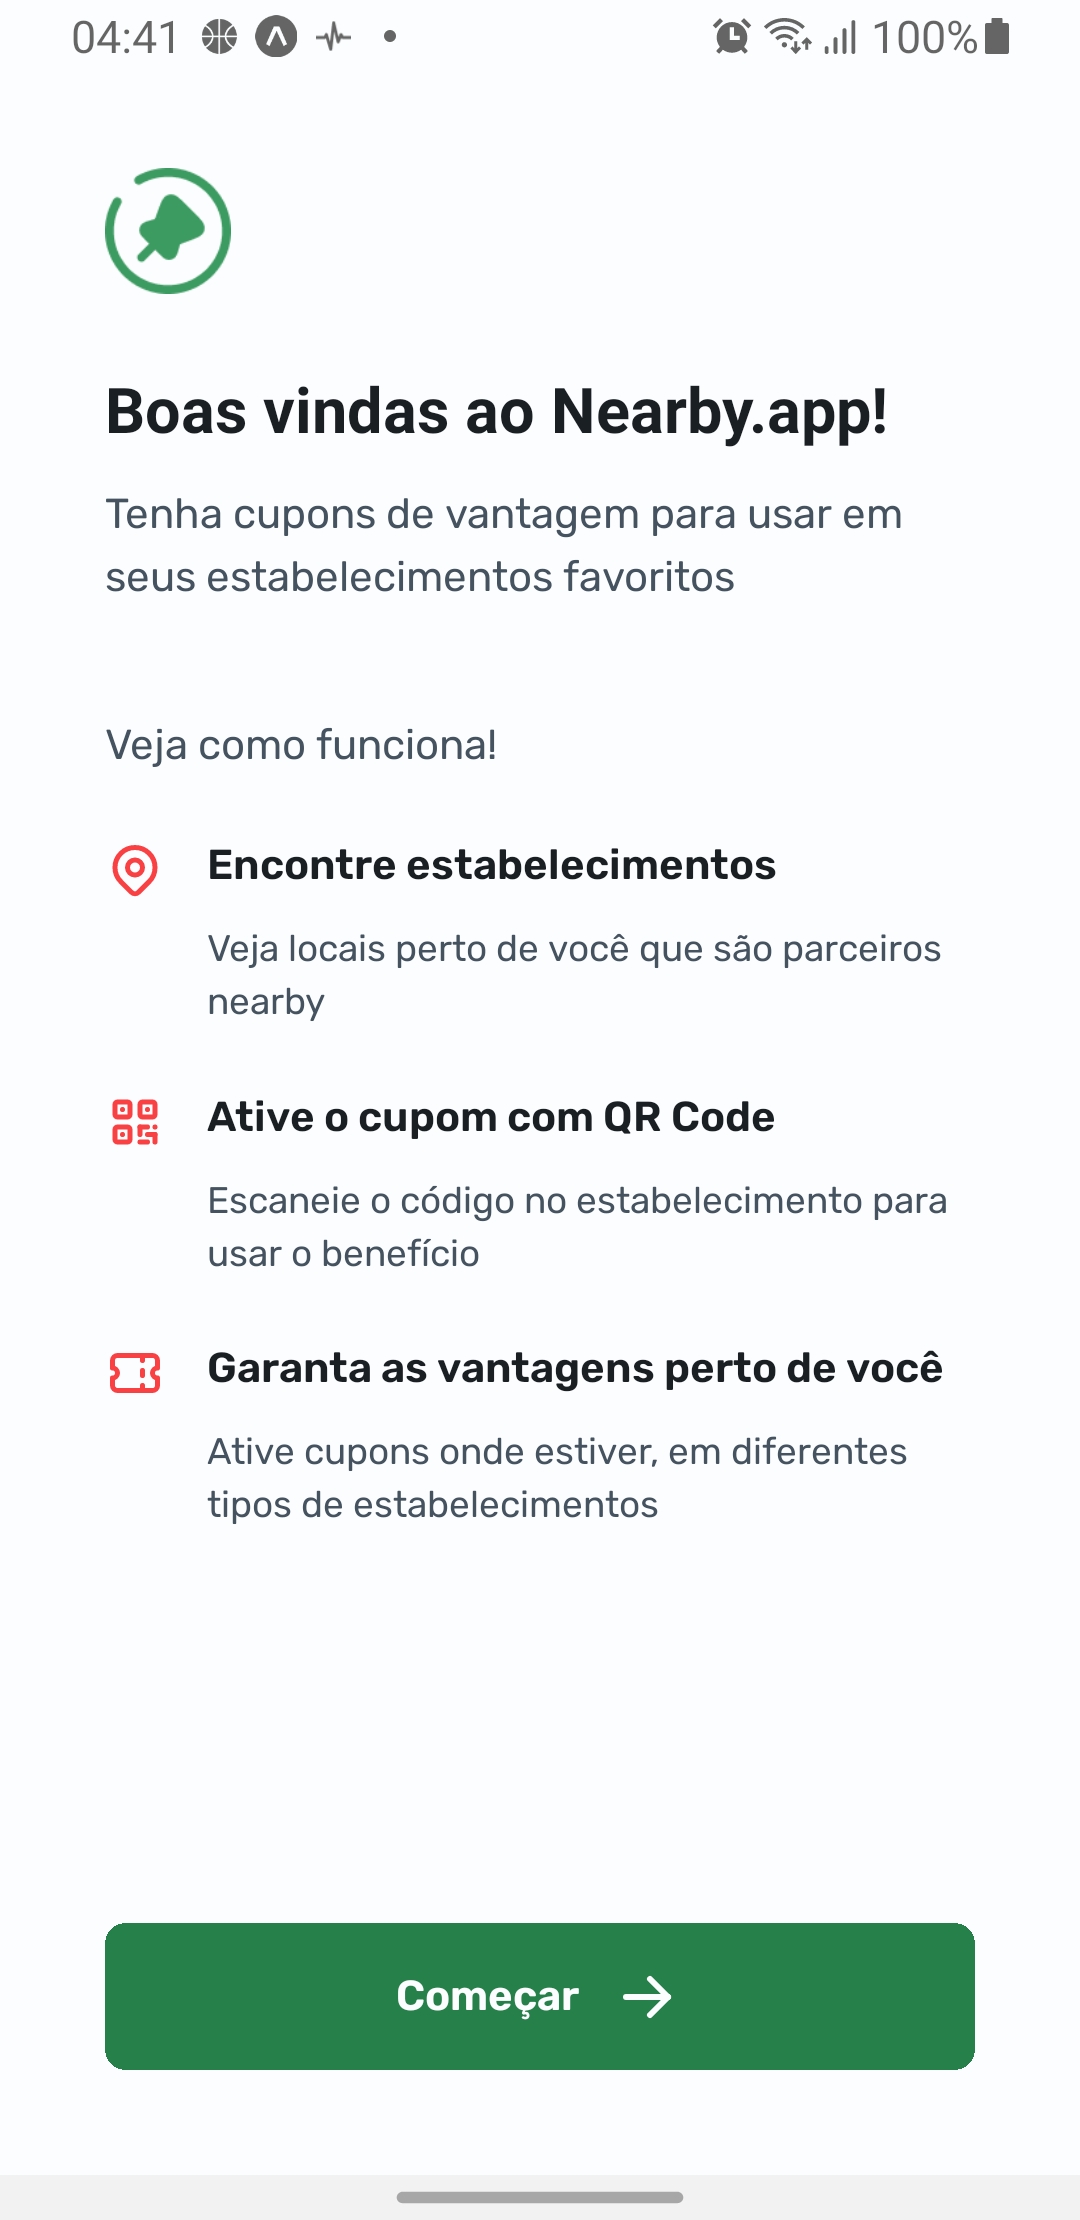 04:41
100%
Boas vindas ao Nearby.app!
Tenha cupons de vantagem para usar em
seus estabelecimentos favoritos
Veja como funciona!
Encontre estabelecimentos
Veja locais perto de você que são parceiros
nearby
Ative o cupom com QR Code
Escaneie o código no estabelecimento para
usar o benefício
Garanta as vantagens perto de você
Ative cupons onde estiver, em diferentes
tipos de estabelecimentos
Começar